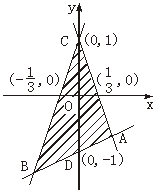 y
C (0, 1)
(-1/3, 0) (1/3, 0)
O x
A
D (0, -1)
B